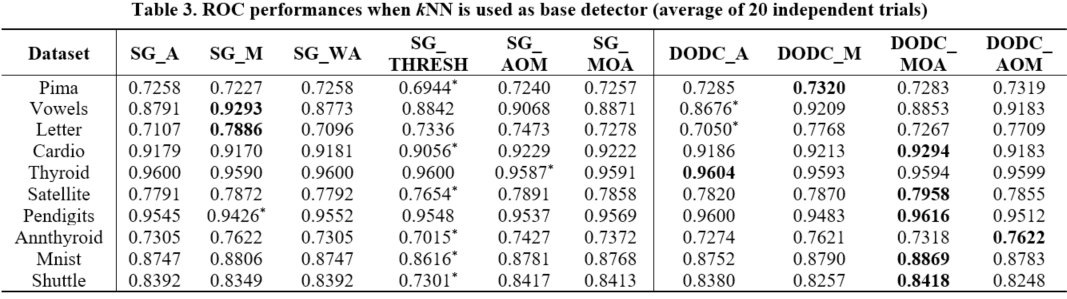 Table 3. ROC performances when kNN is used as base detector (average of 20 independent trials)
Dataset SG_A SG_M SG_WA SG_THRESH SG_AOM SG_MOA DODC_A DODC_M DODC_MOA DODC_AOM
Pima 0.7258 0.7227 0.7258 0.6944* 0.7240 0.7257 0.7285 0.7320 0.7283 0.7319
Vowels 0.8791 0.9293 0.8773 0.8842 0.9068 0.8871 0.8676* 0.9209 0.8853 0.9183
Letter 0.7107 0.7886 0.7096 0.7336 0.7473 0.7278 0.7050* 0.7768 0.7267 0.7709
Cardio 0.9179 0.9170 0.9181 0.9056* 0.9229 0.9222 0.9186 0.9213 0.9294 0.9183
Thyroid 0.9600 0.9590 0.9600 0.9600 0.9587* 0.9591 0.9604 0.9593 0.9594 0.9599
Satellite 0.7791 0.7872 0.7792 0.7654* 0.7891 0.7858 0.7820 0.7870 0.7958 0.7855
Pendigits 0.9545 0.9426* 0.9552 0.9548 0.9537 0.9569 0.9600 0.9483 0.9616 0.9512
Annthyroid 0.7305 0.7622 0.7305 0.7015* 0.7427 0.7372 0.7274 0.7621 0.7318 0.7622
Mnist 0.8747 0.8806 0.8747 0.8616* 0.8781 0.8768 0.8752 0.8790 0.8869 0.8783
Shuttle 0.8392 0.8349 0.8392 0.7301* 0.8417 0.8413 0.8380 0.8257 0.8418 0.8248